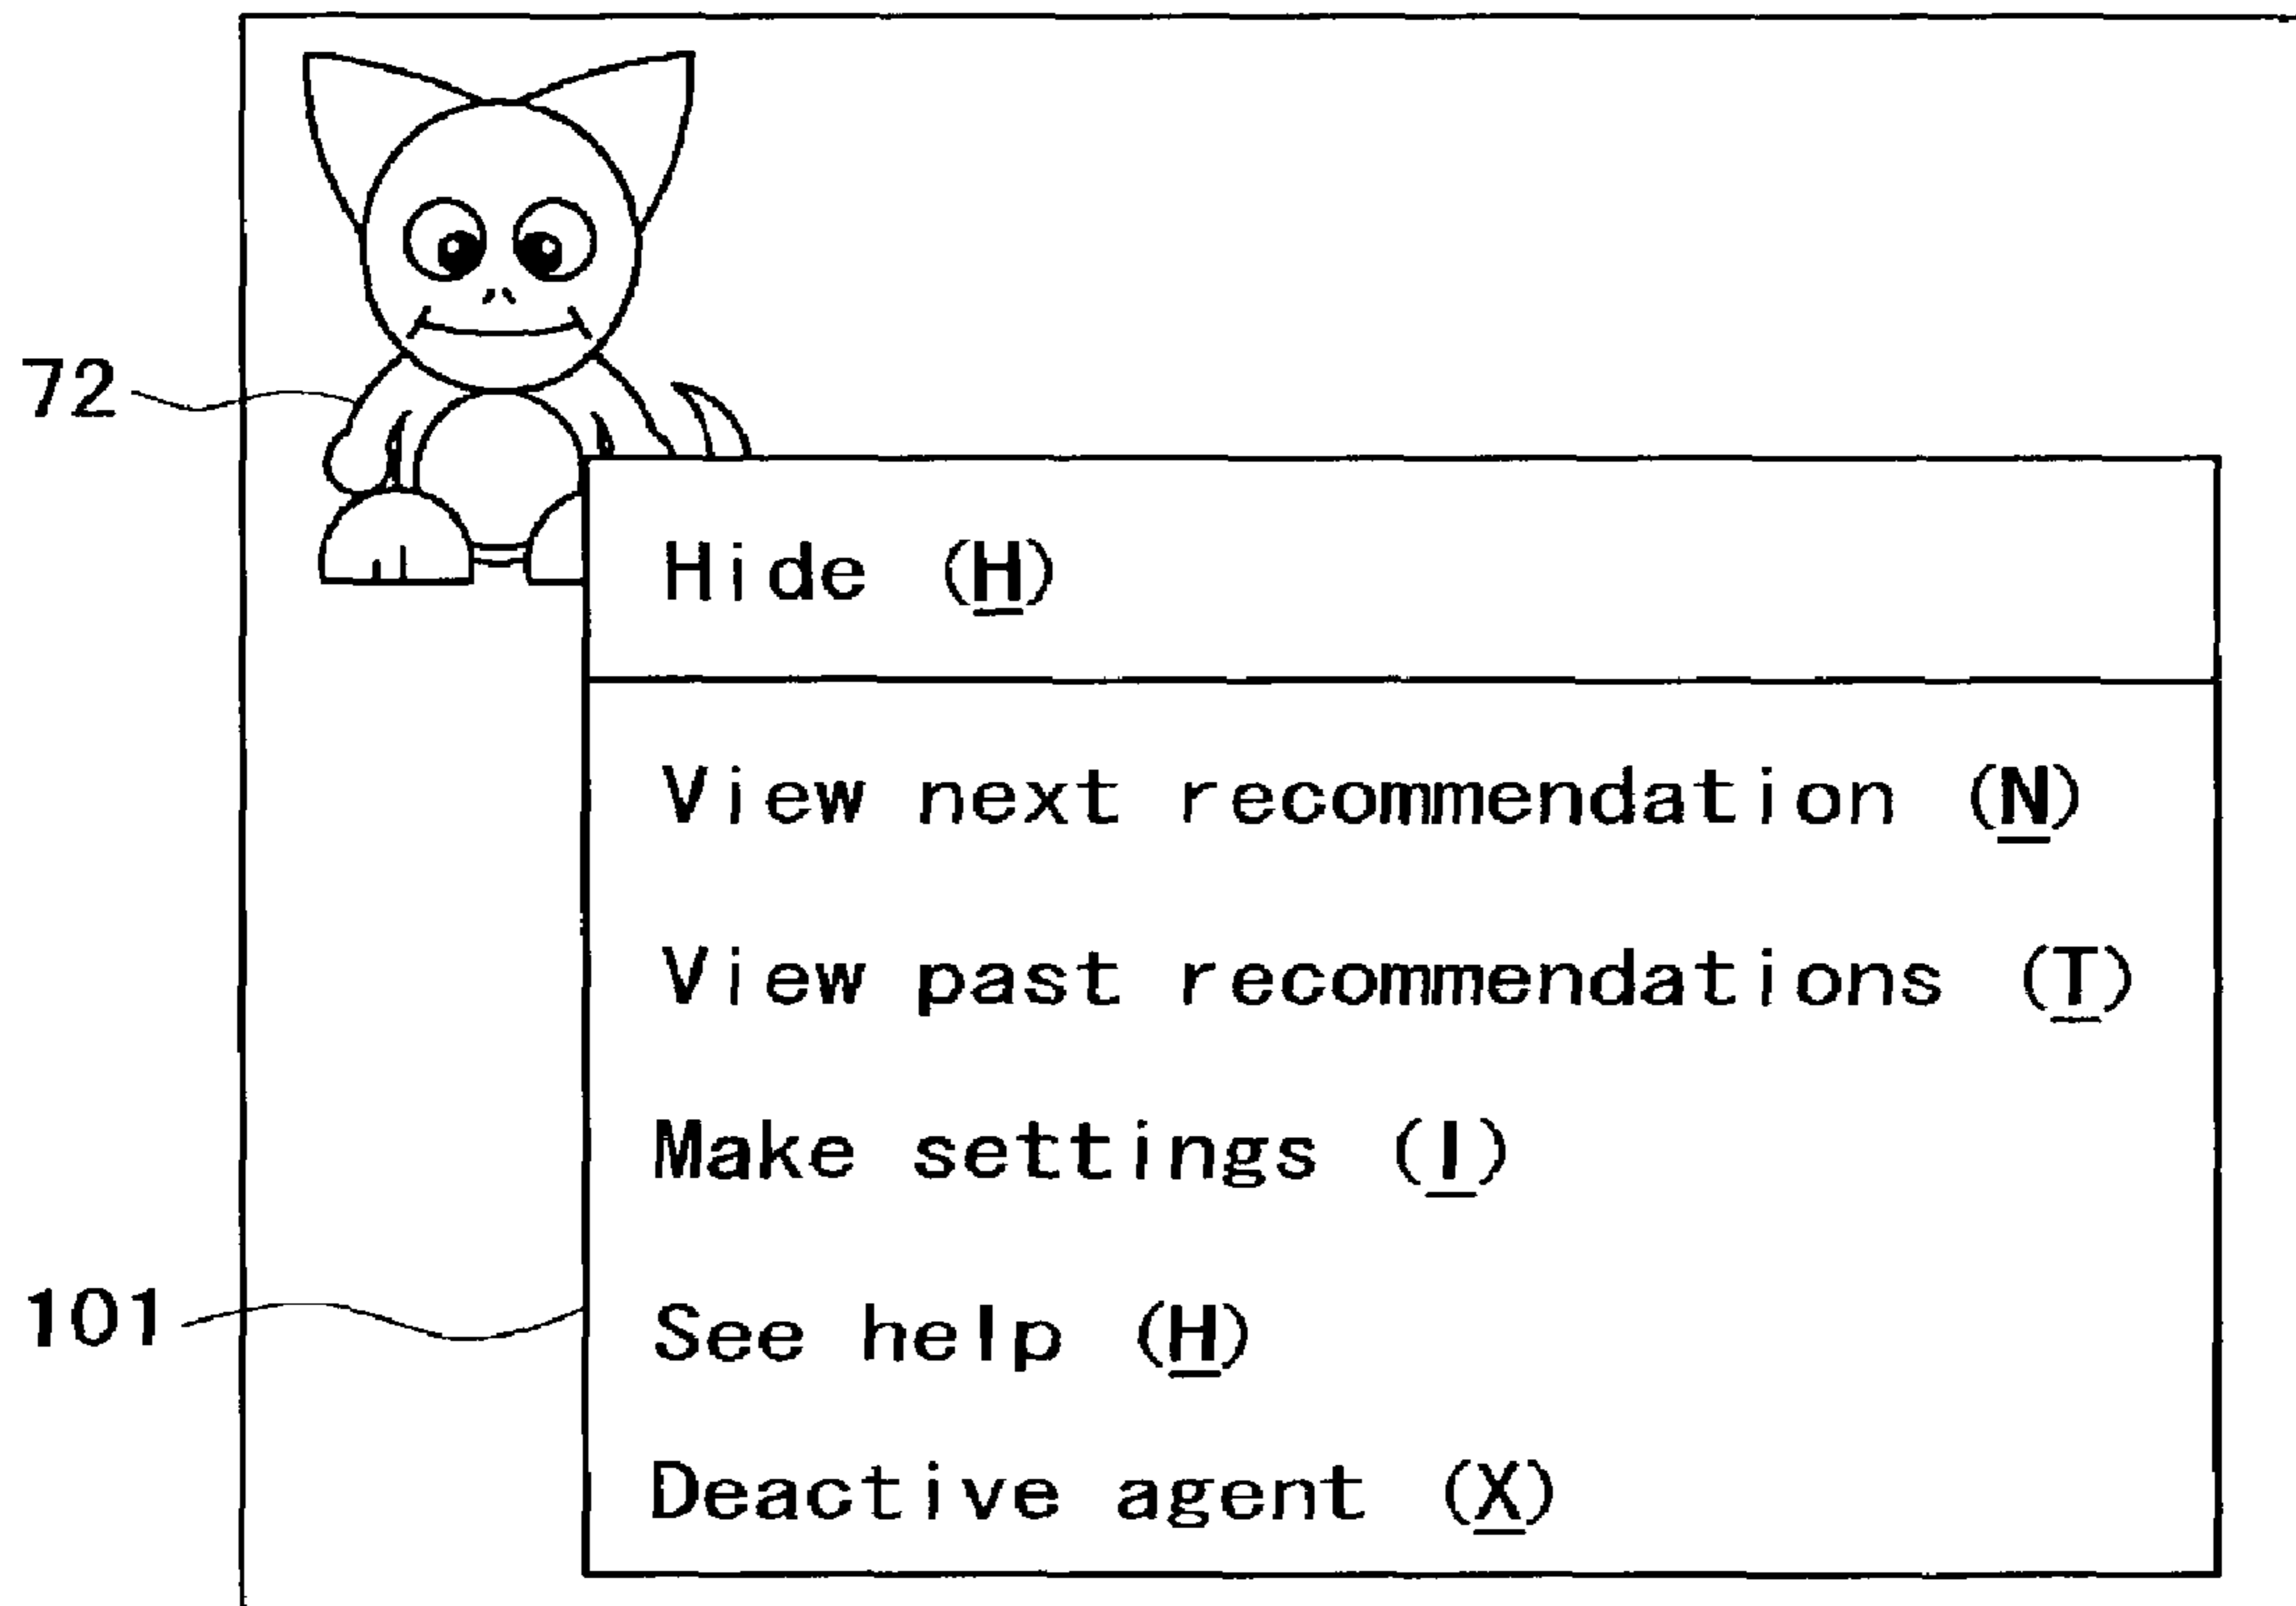 72
Hide (H)
View next recommendation (N)
View past recommendations (T)
Make settings (I)
101
See help (H)
Deactive agent (X)